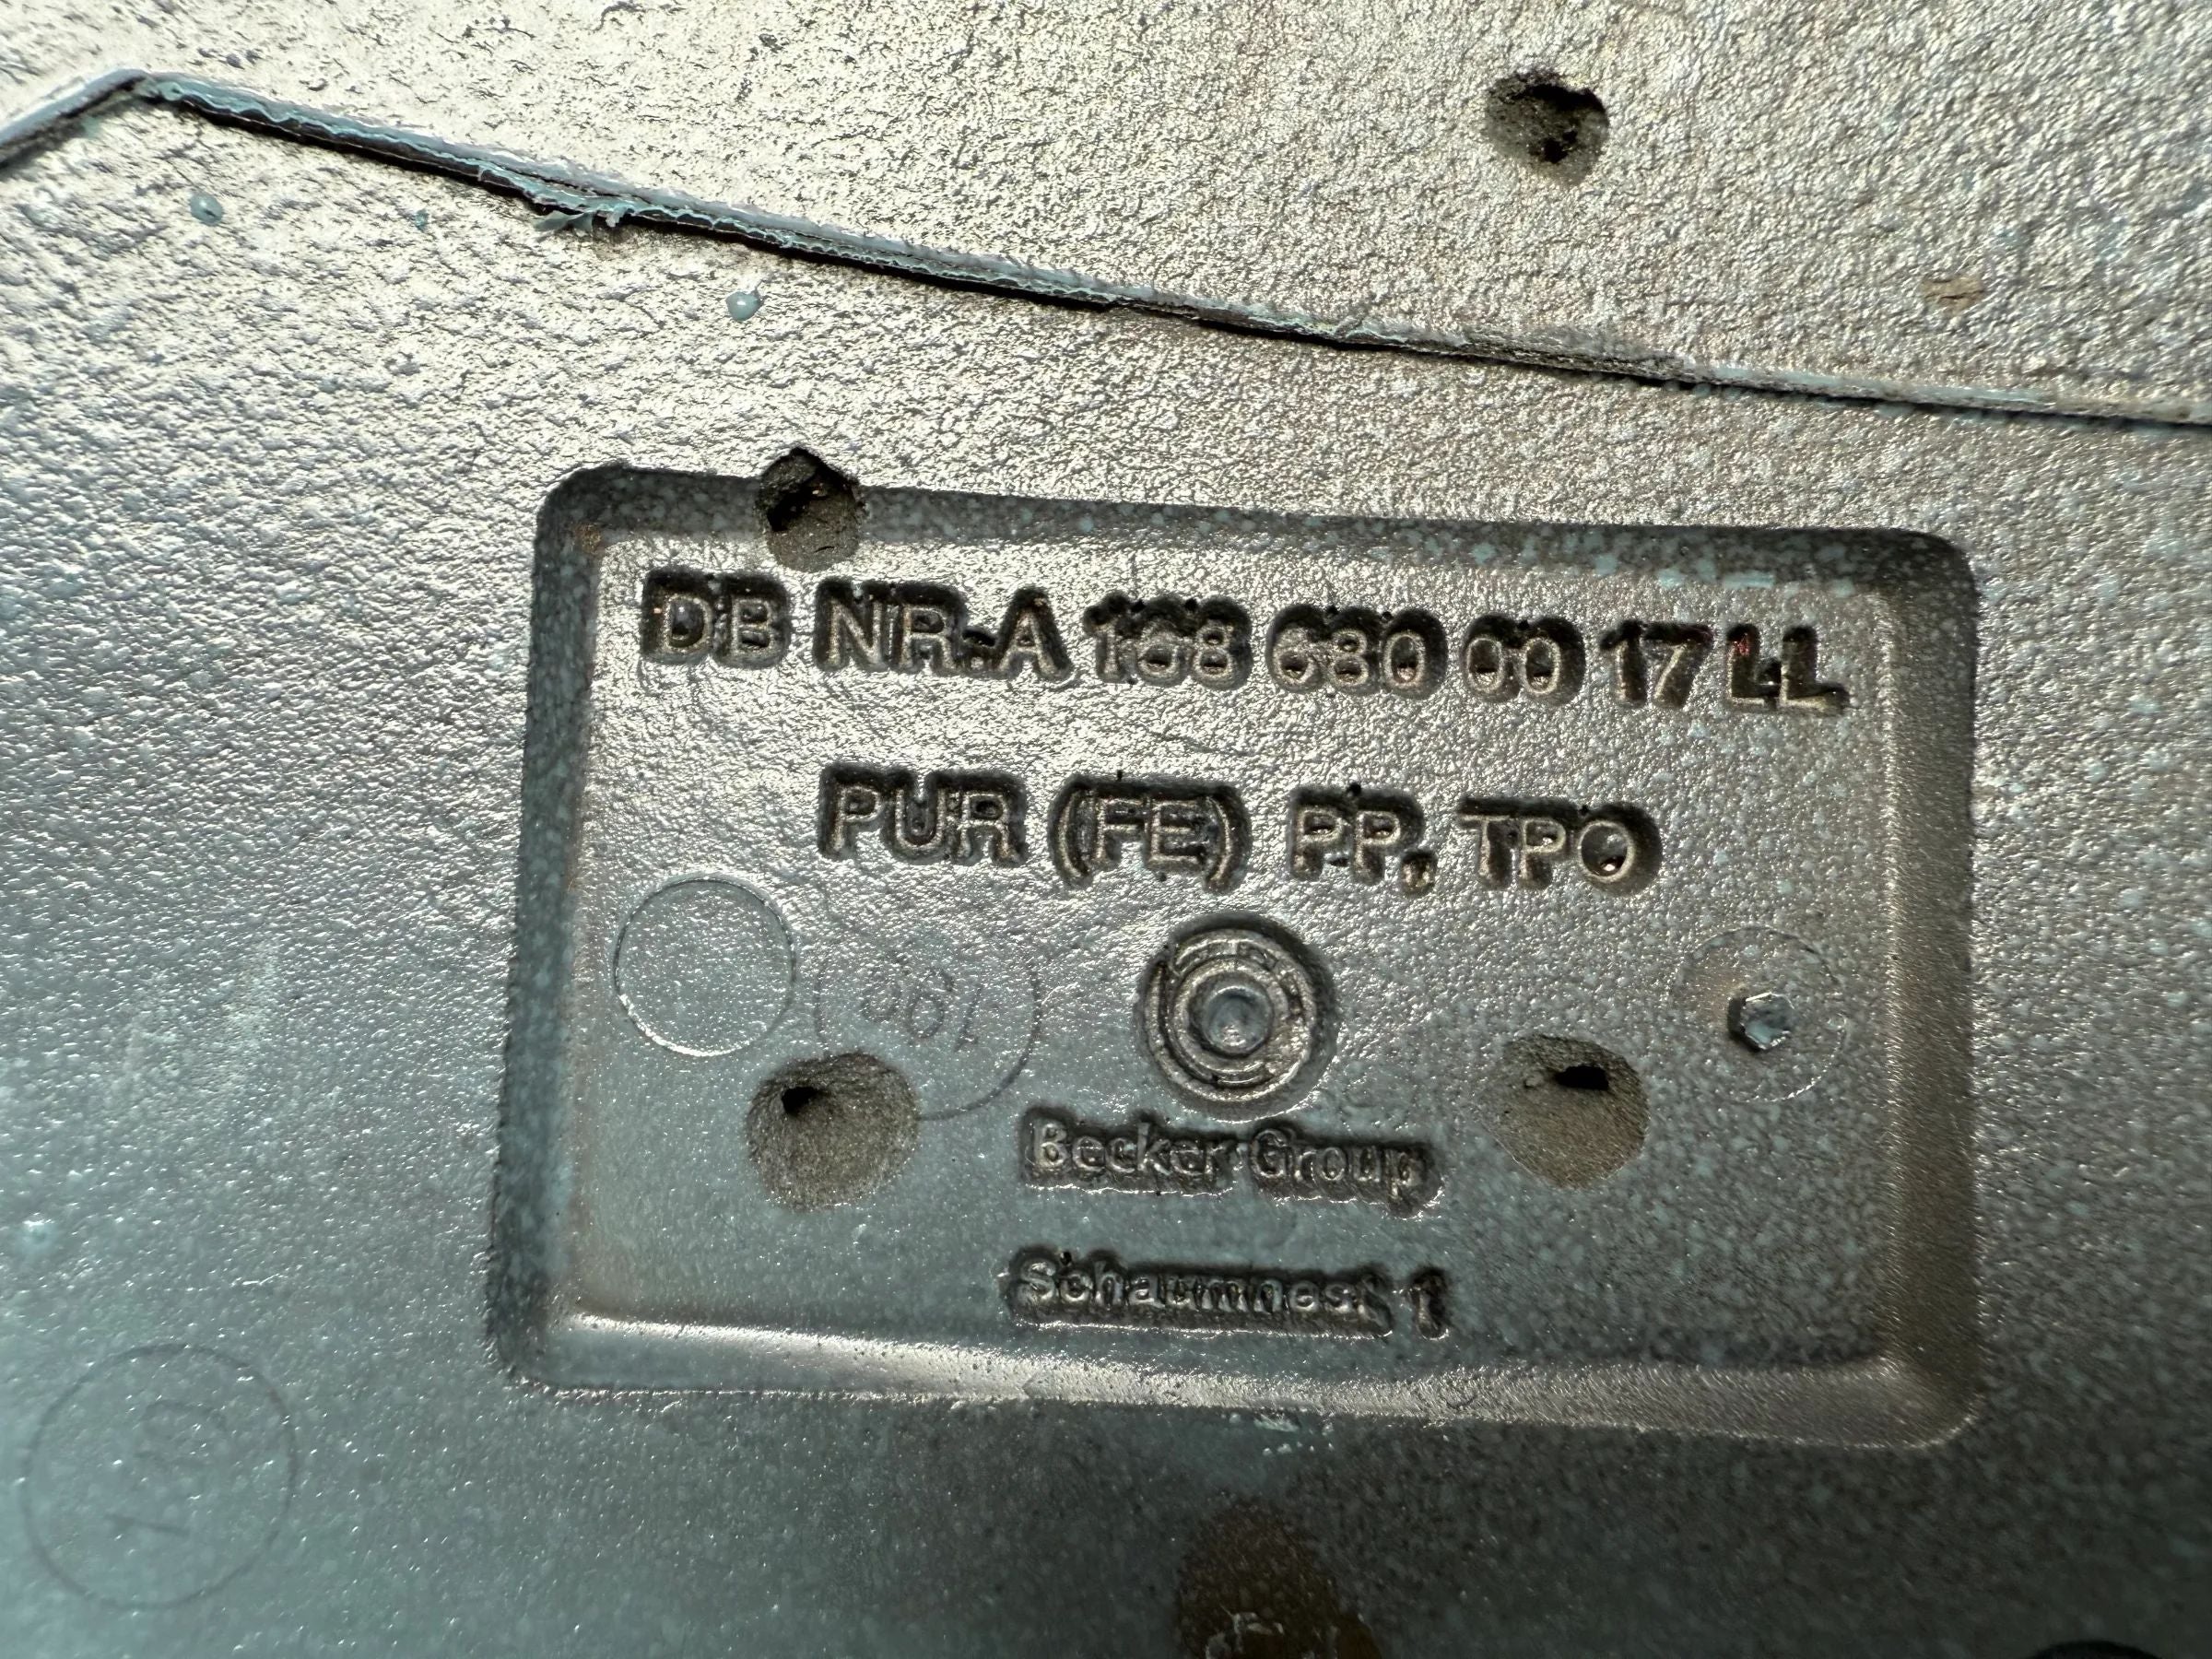 DB NR.A 168 680 00 17 LL
PUR (FE) PP, TPO
Becker Group
Schaumnest 1